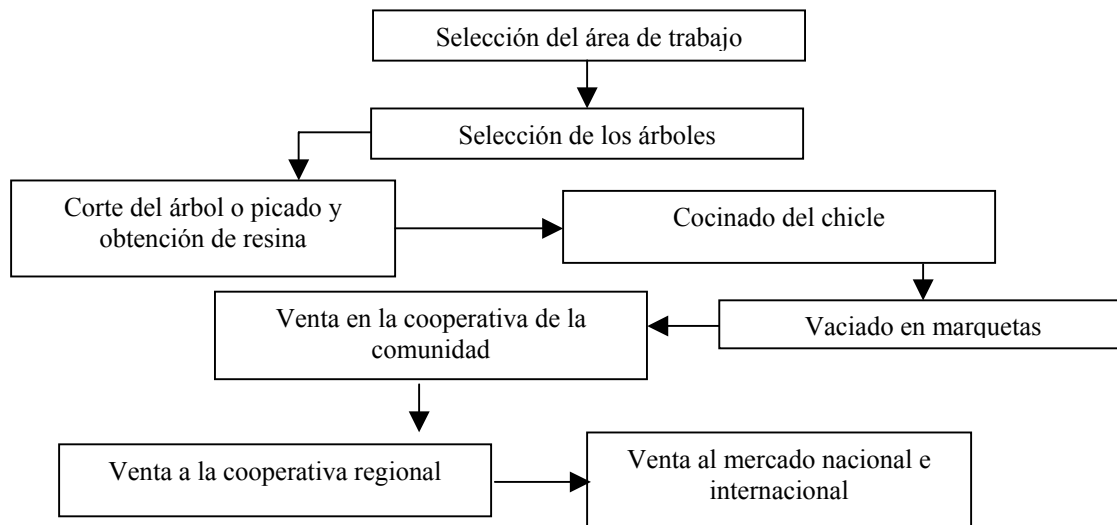 Selección del área de trabajo
Selección de los árboles
Corte del árbol o picado y
obtención de resina
Cocinado del chicle
Vaciado en marquetas
Venta en la cooperativa de la
comunidad
Venta a la cooperativa regional
Venta al mercado nacional e
internacional